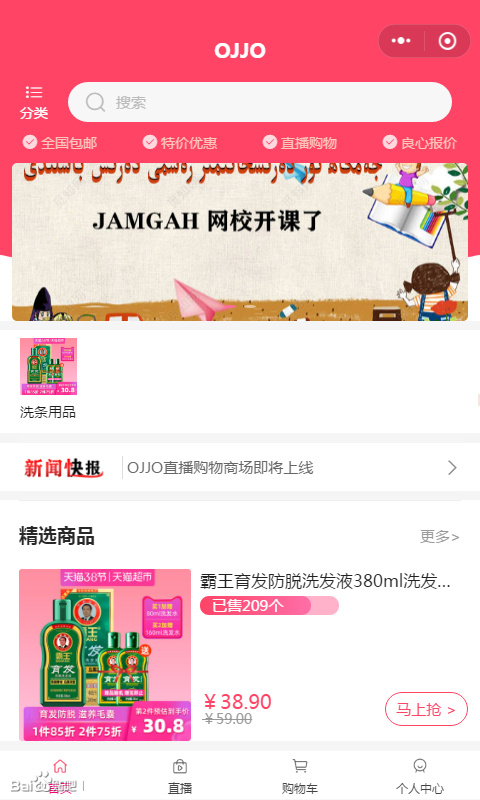 OJJO
分类
搜索
全国包邮 特价优惠 直播购物 良心报价
JAMGAH 网校开课了
洗条用品
新闻快报 OJJO直播购物商场即将上线
精选商品 更多>
天猫38节 天猫超市
霸王
育发
育发防脱 滋养毛囊
1件85折 2件75折
第2件预估到手价
¥30.8
霸王育发防脱洗发液380ml洗发...
已售209个
¥38.90
¥59.00
马上抢 >
首页 直播 购物车 个人中心